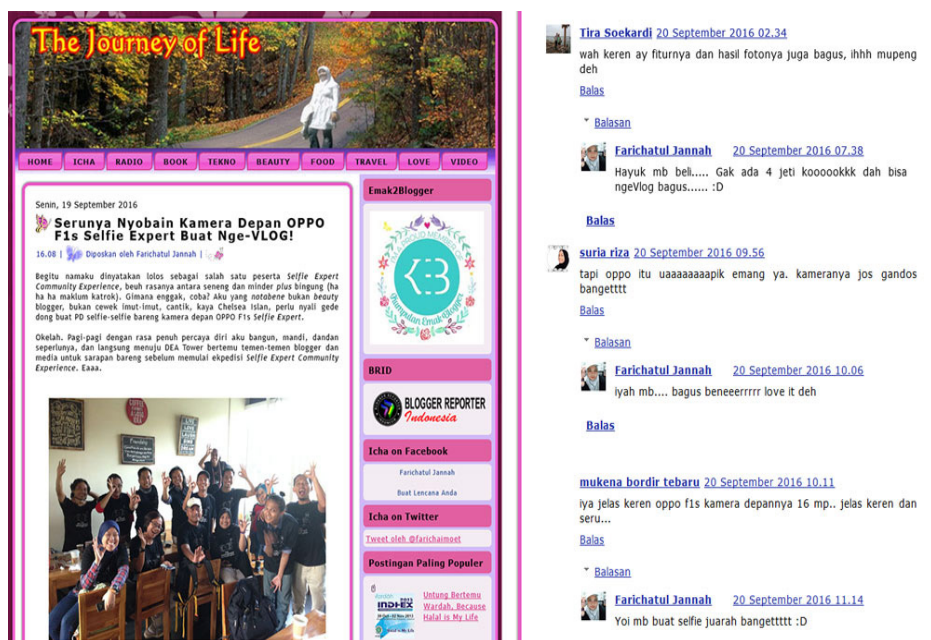 The Journey of Life
HOME
ICHA
RADIO
BOOK
TEKNO
BEAUTY
FOOD
TRAVEL
LOVE
VIDEO
Senin, 19 September 2016
Serunya Nyobain Kamera Depan OPPO
F1s Selfie Expert Buat Nge-VLOG!
16.08 | Diposkan oleh Farichatul Jannah |
Begitu namaku dinyatakan lolos sebagai salah satu peserta Selfie Expert
Community Experience, beuh rasanya antara seneng dan minder plus bingung (ha
ha ha maklum katrok). Gimana enggak, coba? Aku yang notabene bukan beauty
blogger, bukan cewek imut-imut, cantik, kaya Chelsea Islan, perlu nyali gede
dong buat PD selfie-selfie bareng kamera depan OPPO F1s Selfie Expert.
Okelah. Pagi-pagi dengan rasa penuh percaya diri aku bangun, mandi, dandan
seperlunya, dan langsung menuju DEA Tower bertemu temen-temen blogger dan
media untuk sarapan bareng sebelum memulai ekpedisi Selfie Expert Community
Experience. Eaaa.
Emak2Blogger
I'M A PROUD MEMBER OF
KEB
Kumpulan Emak Blogger
BRID
BLOGGER REPORTER
Indonesia
Icha on Facebook
Farichatul Jannah
Buat Lencana Anda
Icha on Twitter
Tweet oleh @farichaimoet
Postingan Paling Populer
INDHEX
Untung Bertemu
Wardah, Because
Halal is My Life
Tira Soekardi 20 September 2016 02.34
wah keren ay fiturnya dan hasil fotonya juga bagus, ihhh mupeng
deh
Balas
Balasan
Farichatul Jannah 20 September 2016 07.38
Hayuk mb beli..... Gak ada 4 jeti kooookkk dah bisa
ngeVlog bagus...... :D
Balas
suria riza 20 September 2016 09.56
tapi oppo itu uaaaaaaaapik emang ya. kameranya jos gandos
bangetttt
Balas
Balasan
Farichatul Jannah 20 September 2016 10.06
iyah mb.... bagus beneeerrrrr love it deh
Balas
mukena bordir tebaru 20 September 2016 10.11
iya jelas keren oppo f1s kamera depannya 16 mp.. jelas keren dan
seru...
Balas
Balasan
Farichatul Jannah 20 September 2016 11.14
Yoi mb buat selfie juarah bangettttt :D